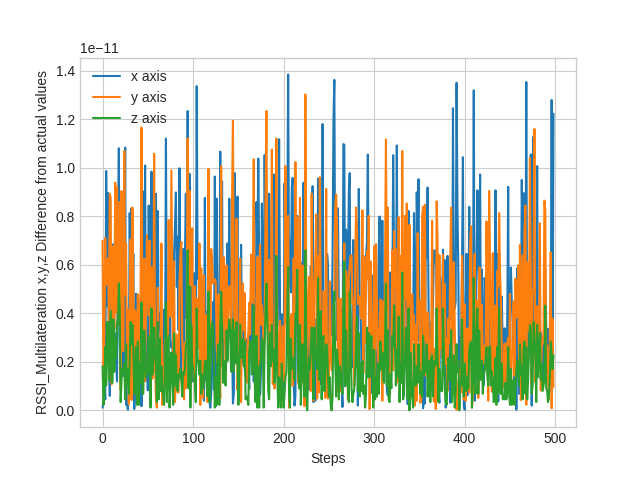 1e−11
x axis
y axis
z axis
1.4
1.2
1.0
0.8
0.6
0.4
0.2
0.0
RSSI_Multilateration x,y,z Difference from actual values
0 100 200 300 400 500
Steps